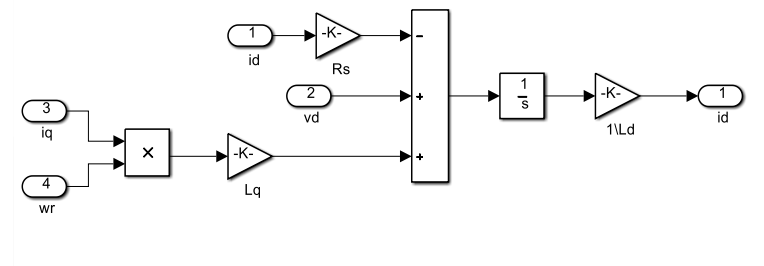 1
-K-
id
Rs
−
2
vd
+
1
s
-K-
1\Ld
1
id
3
iq
×
4
wr
-K-
Lq
+